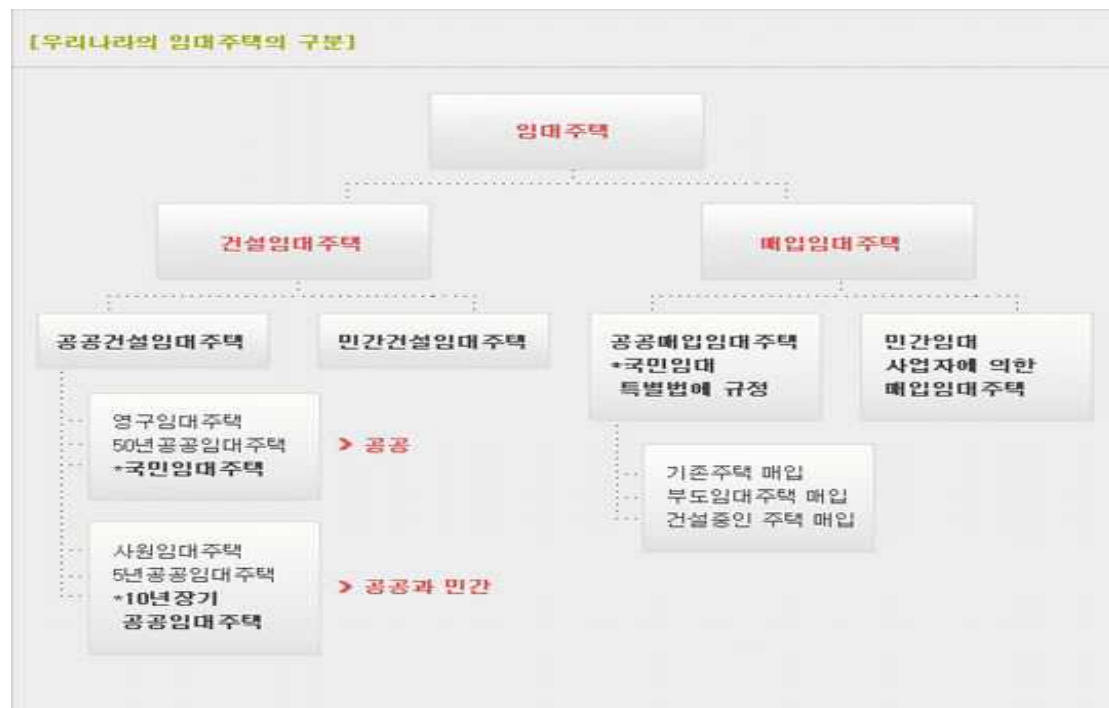 [우리나라의 임대주택의 구분]
임대주택
건설임대주택
매입임대주택
공공건설임대주택
민간건설임대주택
공공매입임대주택
*국민임대
특별법에 규정
민간임대
사업자에 의한
매입임대주택
영구임대주택
50년공공임대주택
*국민임대주택
> 공공
기존주택 매입
부도임대주택 매입
건설중인 주택 매입
사원임대주택
5년공공임대주택
*10년장기
공공임대주택
> 공공과 민간